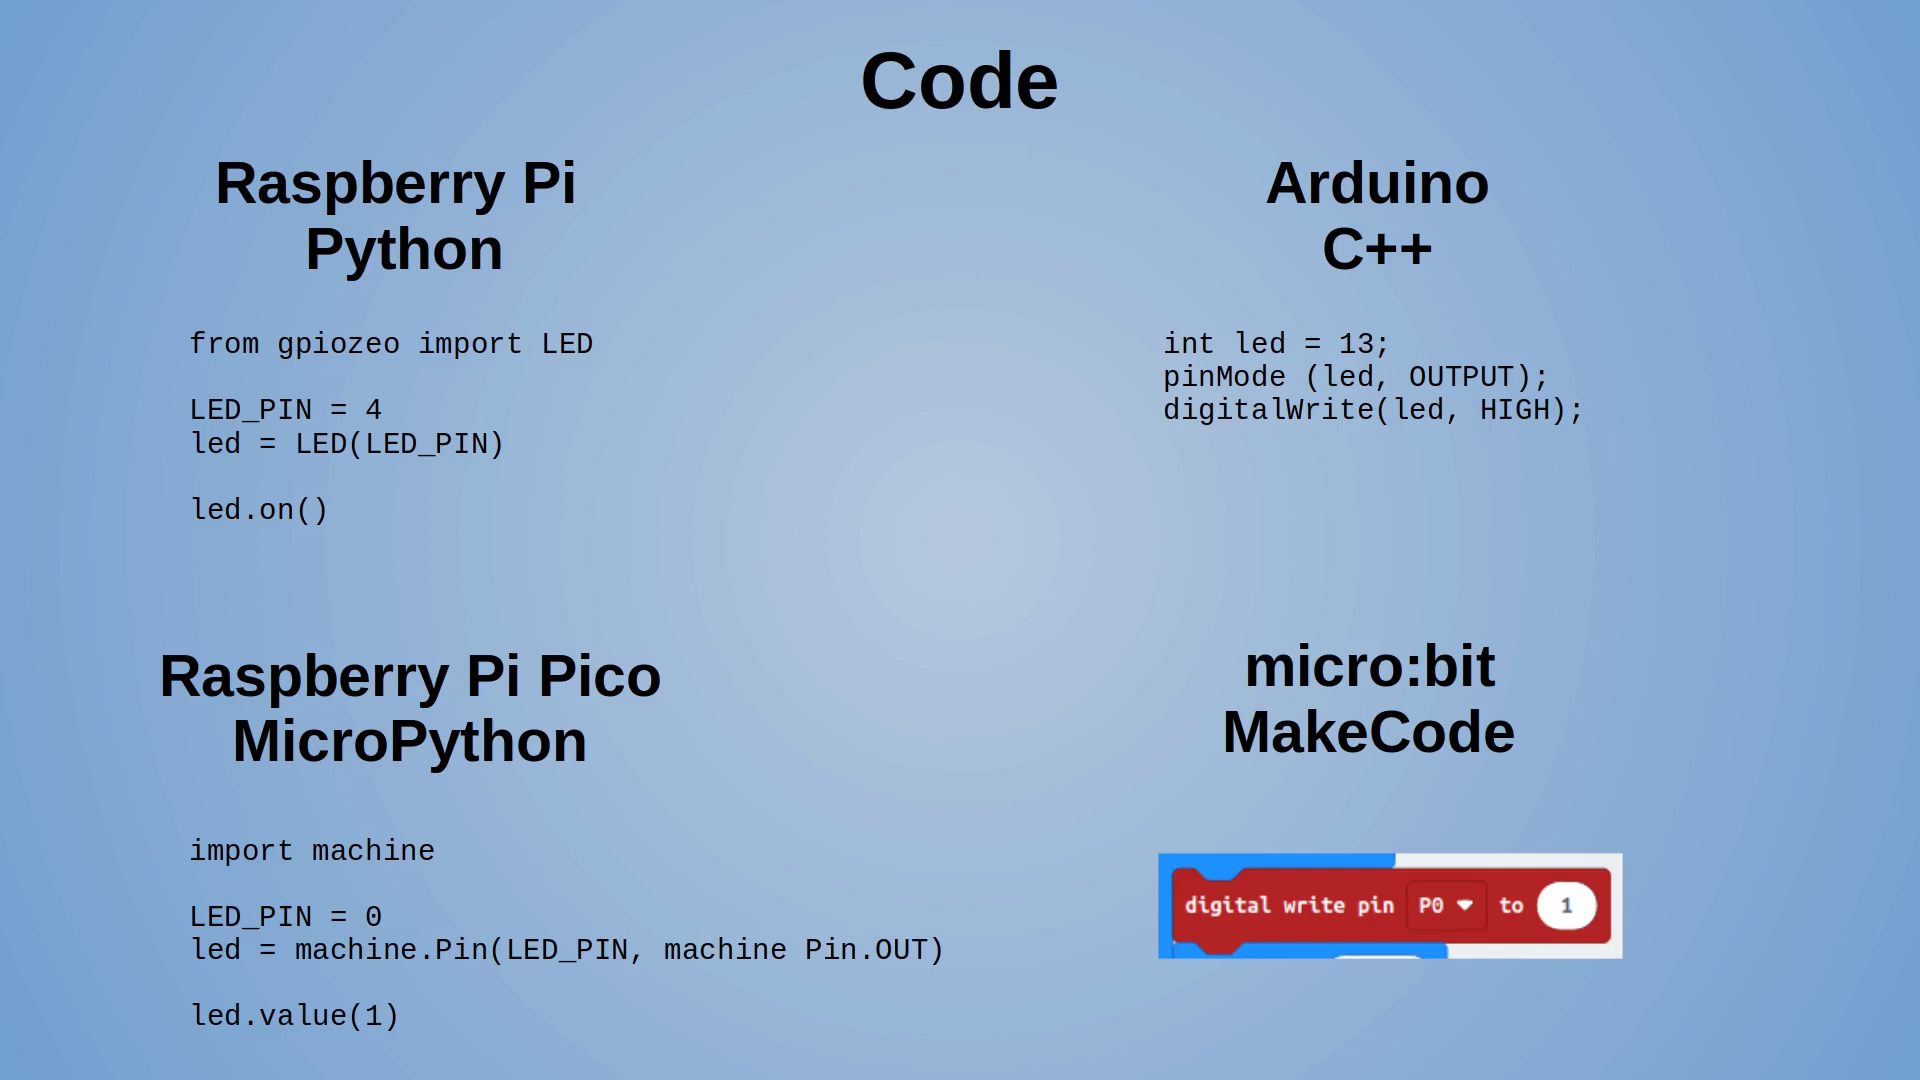 Code
Raspberry Pi
Python
from gpiozeo import LED
LED_PIN = 4
led = LED(LED_PIN)
led.on()
Arduino
C++
int led = 13;
pinMode (led, OUTPUT);
digitalWrite(led, HIGH);
Raspberry Pi Pico
MicroPython
import machine
LED_PIN = 0
led = machine.Pin(LED_PIN, machine Pin.OUT)
led.value(1)
micro:bit
MakeCode
digital write pin P0 to 1